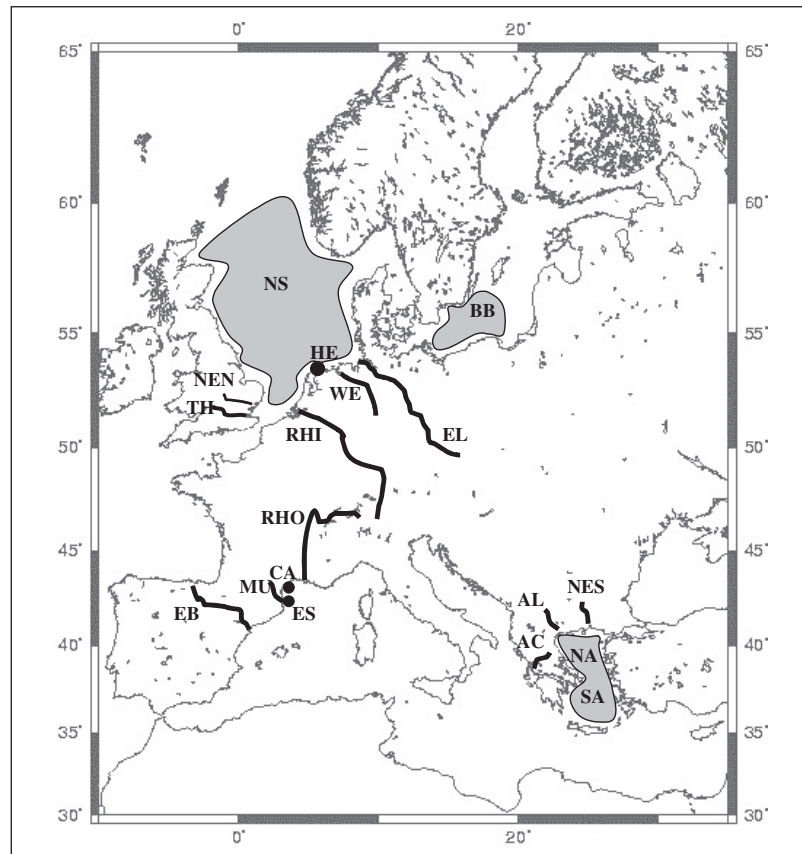 0° 20°
65° 65°
60° 60°
NS
BB
55° 55°
HE
NEN WE
TH
RHI EL
50° 50°
RHO
45° 45°
CA
MU NES
EB ES AL
40° AC 40°
NA
SA
35° 35°
30° 30°
0° 20°